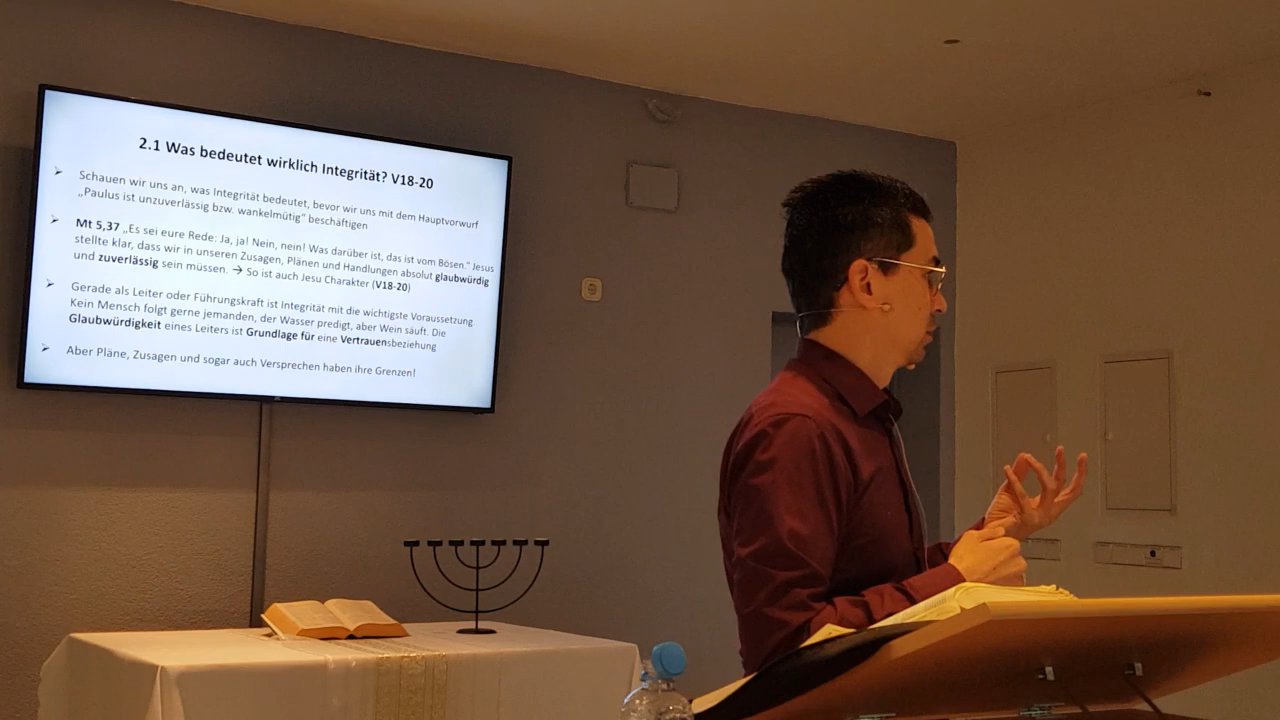 2.1 Was bedeutet wirklich Integrität? V18-20
Schauen wir uns an, was Integrität bedeutet, bevor wir uns mit dem Hauptvorwurf
„Paulus ist unzuverlässig bzw. wankelmütig“ beschäftigen
Mt 5,37 „Es sei eure Rede: Ja, ja! Nein, nein! Was darüber ist, das ist vom Bösen.“ Jesus
stellte klar, dass wir in unseren Zusagen, Plänen und Handlungen absolut glaubwürdig
und zuverlässig sein müssen. → So ist auch Jesu Charakter (V18-20)
Gerade als Leiter oder Führungskraft ist Integrität mit die wichtigste Voraussetzung
Kein Mensch folgt gerne jemanden, der Wasser predigt, aber Wein säuft. Die
Glaubwürdigkeit eines Leiters ist Grundlage für eine Vertrauensbeziehung
Aber Pläne, Zusagen und sogar auch Versprechen haben ihre Grenzen!